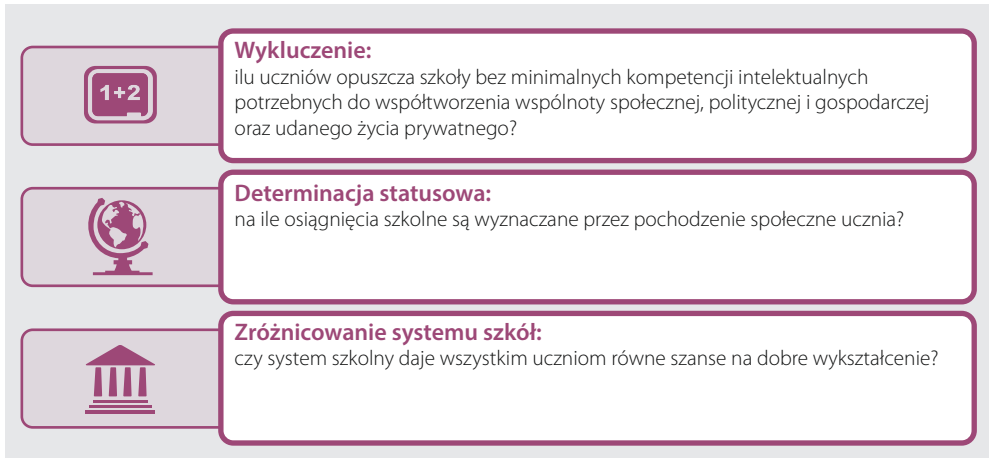 1+2
Wykluczenie:
ilu uczniów opuszcza szkoły bez minimalnych kompetencji intelektualnych
potrzebnych do współtworzenia wspólnoty społecznej, politycznej i gospodarczej
oraz udanego życia prywatnego?
Determinacja statusowa:
na ile osiągnięcia szkolne są wyznaczane przez pochodzenie społeczne ucznia?
Zróżnicowanie systemu szkół:
czy system szkolny daje wszystkim uczniom równe szanse na dobre wykształcenie?